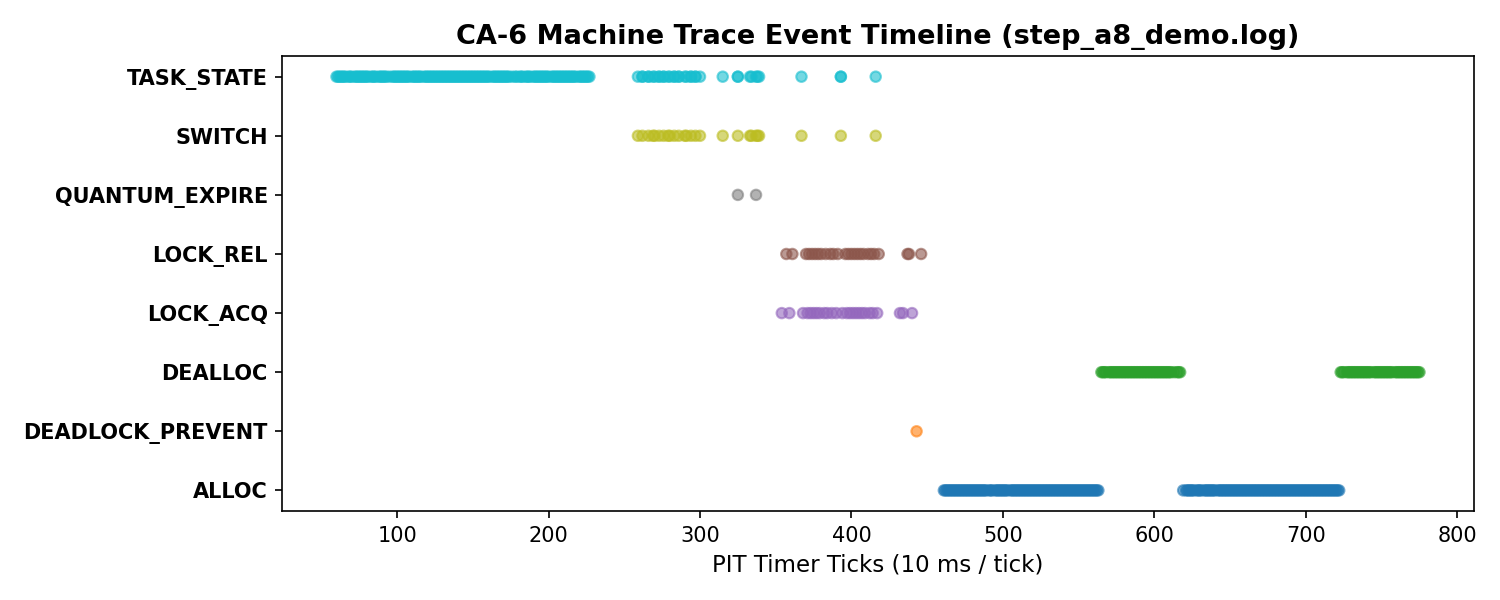 CA-6 Machine Trace Event Timeline (step_a8_demo.log)
TASK_STATE
SWITCH
QUANTUM_EXPIRE
LOCK_REL
LOCK_ACQ
DEALLOC
DEADLOCK_PREVENT
ALLOC
100 200 300 400 500 600 700 800
PIT Timer Ticks (10 ms / tick)